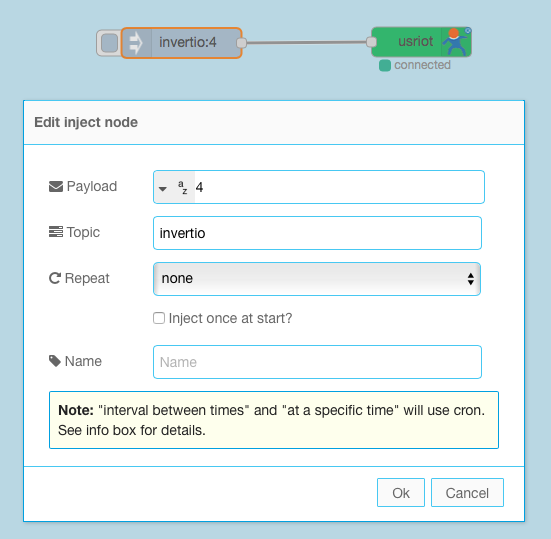 invertio:4
usriot
connected
Edit inject node
Payload
a
z
4
Topic
invertio
Repeat
none
Inject once at start?
Name
Name
Note: "interval between times" and "at a specific time" will use cron.
See info box for details.
Ok
Cancel